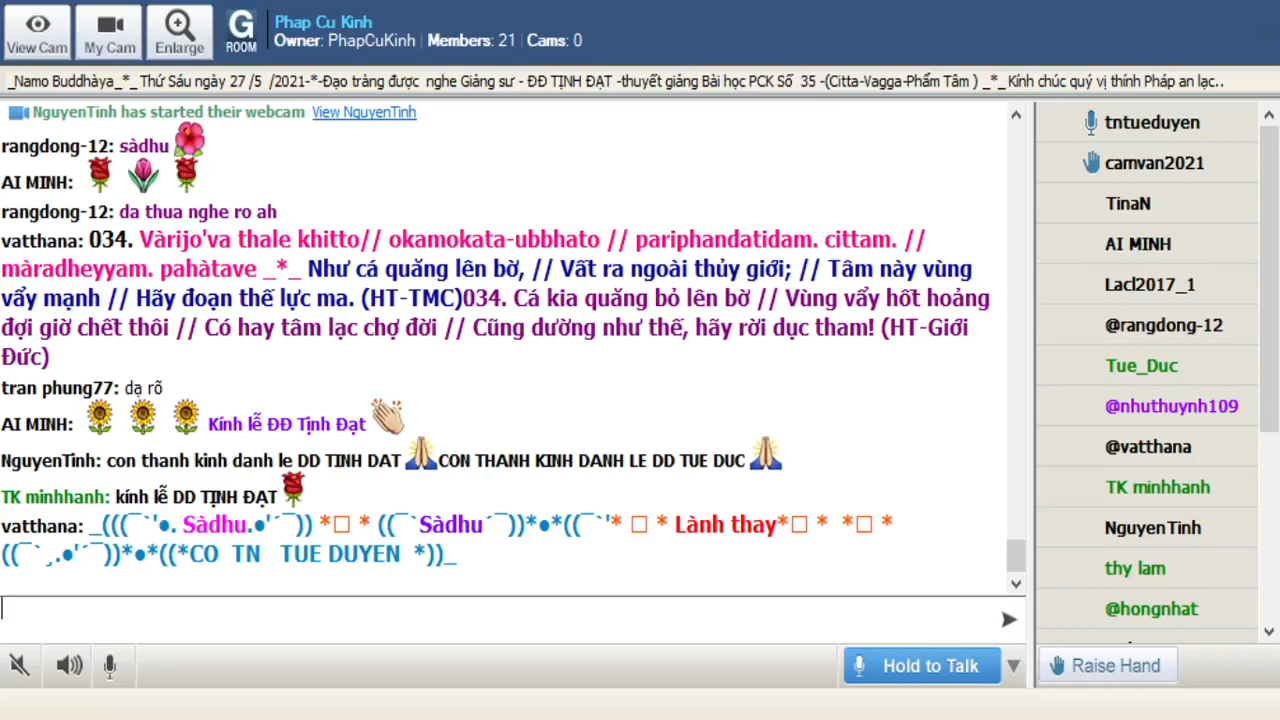 View Cam
My Cam
Enlarge
G ROOM
Phap Cu Kinh
Owner: PhapCuKinh | Members: 21 | Cams: 0
_Namo Buddhàya_*_Thứ Sáu ngày 27 /5 /2021-*-Đạo tràng được nghe Giảng sư - ĐĐ TỊNH ĐẠT -thuyết giảng Bài học PCK Số 35 -(Citta-Vagga-Phẩm Tâm ) _*_Kính chúc quý vị thính Pháp an lạc..
NguyenTinh has started their webcam View NguyenTinh
rangdong-12: sàdhu
AI MINH:
rangdong-12: da thua nghe ro ah
vatthana: 034. Vàrijo'va thale khitto// okamokata-ubbhato // pariphandatidam. cittam. //
màradheyyam. pahàtave _*_ Như cá quăng lên bờ, // Vất ra ngoài thủy giới; // Tâm này vùng
vẩy mạnh // Hãy đoạn thế lực ma. (HT-TMC)034. Cá kia quăng bỏ lên bờ // Vùng vẩy hốt hoảng
đợi giờ chết thôi // Có hay tâm lạc chợ đời // Cũng dường như thế, hãy rời dục tham! (HT-Giới
Đức)
tran phung77: dạ rõ
AI MINH: Kính lễ ĐĐ Tịnh Đạt
NguyenTinh: con thanh kinh danh le DD TINH DAT CON THANH KINH DANH LE DD TUE DUC
TK minhhanh: kính lễ DD TỊNH ĐẠT
vatthana: _(((¯`'●. Sàdhu.●'´¯)) *□ * ((¯`Sàdhu´¯))*●*((¯`'* □ * Lành thay*□ * *□ *
((¯`¸.●'´¯))*●*((*CO TN TUE DUYEN *))_
Hold to Talk
tntueduyen
camvan2021
TinaN
AI MINH
Lacl2017_1
@rangdong-12
Tue_Duc
@nhuthuynh109
@vatthana
TK minhhanh
NguyenTinh
thy lam
@hongnhat
Raise Hand